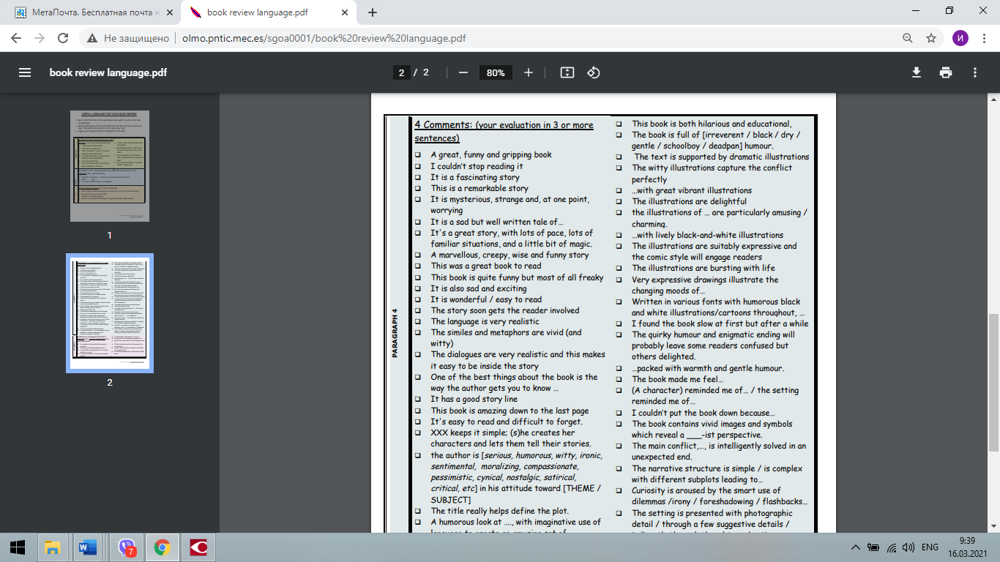 МетаПочта. Бесплатная почта н
book review language.pdf
Не защищено
olmo.pntic.mec.es/sgoa0001/book%20review%20language.pdf
И
book review language.pdf
2 / 2
80%
USEFUL LANGUAGE FOR YOUR BOOK REVIEW
1
2
PARAGRAPH 4
4 Comments: (your evaluation in 3 or more
sentences)
A great, funny and gripping book
I couldn't stop reading it
It is a fascinating story
This is a remarkable story
It is mysterious, strange and, at one point,
worrying
It is a sad but well written tale of…
It's a great story, with lots of pace, lots of
familiar situations, and a little bit of magic.
A marvellous, creepy, wise and funny story
This was a great book to read
This book is quite funny but most of all freaky
It is also sad and exciting
It is wonderful / easy to read
The story soon gets the reader involved
The language is very realistic
The similes and metaphors are vivid (and
witty)
The dialogues are very realistic and this makes
it easy to be inside the story
One of the best things about the book is the
way the author gets you to know …
It has a good story line
This book is amazing down to the last page
It's easy to read and difficult to forget.
XXX keeps it simple; (s)he creates her
characters and lets them tell their stories.
the author is [serious, humorous, witty, ironic,
sentimental, moralizing, compassionate,
pessimistic, cynical, nostalgic, satirical,
critical, etc] in his attitude toward [THEME /
SUBJECT]
The title really helps define the plot.
A humorous look at …., with imaginative use of
This book is both hilarious and educational,
The book is full of [irreverent / black / dry /
gentle / schoolboy / deadpan] humour.
The text is supported by dramatic illustrations
The witty illustrations capture the conflict
perfectly
…with great vibrant illustrations
The illustrations are delightful
the illustrations of … are particularly amusing /
charming.
…with lively black-and-white illustrations
The illustrations are suitably expressive and
the comic style will engage readers
The illustrations are bursting with life
Very expressive drawings illustrate the
changing moods of…
Written in various fonts with humorous black
and white illustrations/cartoons throughout, …
I found the book slow at first but after a while
The quirky humour and enigmatic ending will
probably leave some readers confused but
others delighted.
…packed with warmth and gentle humour.
The book made me feel…
(A character) reminded me of… / the setting
reminded me of…
I couldn't put the book down because…
The book contains vivid images and symbols
which reveal a ___-ist perspective.
The main conflict,…, is intelligently solved in an
unexpected end.
The narrative structure is simple / is complex
with different subplots leading to…
Curiosity is aroused by the smart use of
dilemmas /irony / foreshadowing / flashbacks…
The setting is presented with photographic
detail / through a few suggestive details /
7
ENG
9:39
16.03.2021